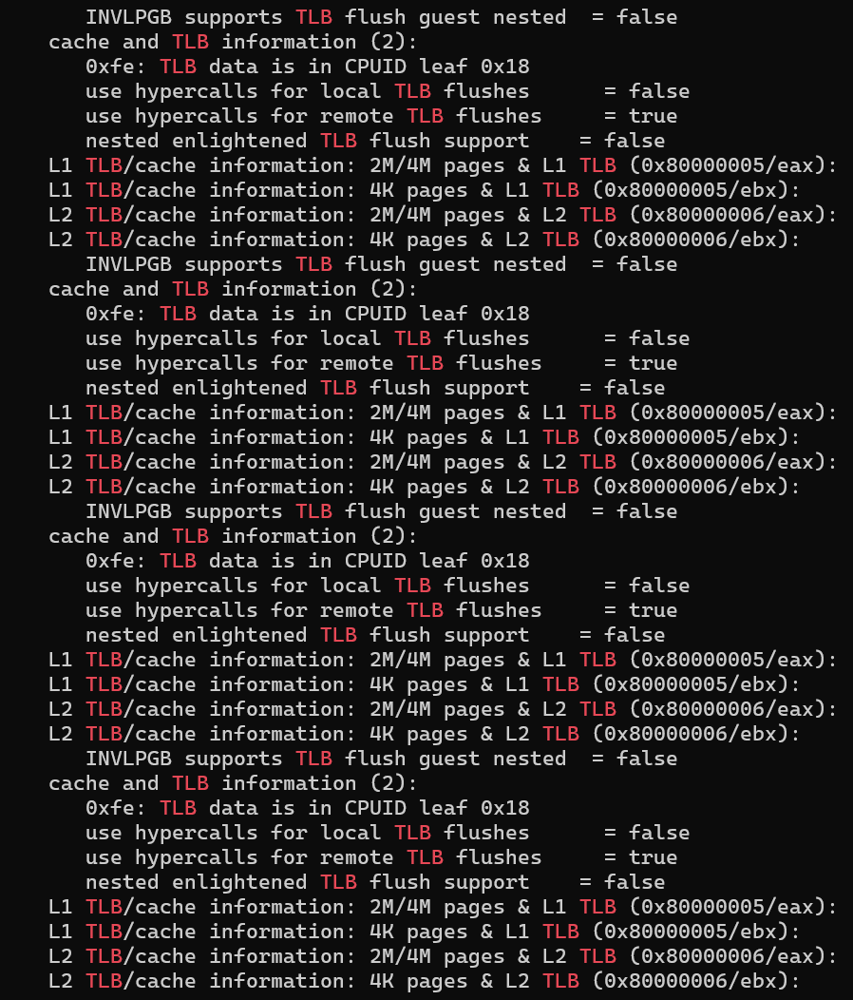 INVLPGB supports TLB flush guest nested  = false
   cache and TLB information (2):
      0xfe: TLB data is in CPUID leaf 0x18
      use hypercalls for local TLB flushes      = false
      use hypercalls for remote TLB flushes     = true
      nested enlightened TLB flush support    = false
   L1 TLB/cache information: 2M/4M pages & L1 TLB (0x80000005/eax):
   L1 TLB/cache information: 4K pages & L1 TLB (0x80000005/ebx):
   L2 TLB/cache information: 2M/4M pages & L2 TLB (0x80000006/eax):
   L2 TLB/cache information: 4K pages & L2 TLB (0x80000006/ebx):
      INVLPGB supports TLB flush guest nested  = false
   cache and TLB information (2):
      0xfe: TLB data is in CPUID leaf 0x18
      use hypercalls for local TLB flushes      = false
      use hypercalls for remote TLB flushes     = true
      nested enlightened TLB flush support    = false
   L1 TLB/cache information: 2M/4M pages & L1 TLB (0x80000005/eax):
   L1 TLB/cache information: 4K pages & L1 TLB (0x80000005/ebx):
   L2 TLB/cache information: 2M/4M pages & L2 TLB (0x80000006/eax):
   L2 TLB/cache information: 4K pages & L2 TLB (0x80000006/ebx):
      INVLPGB supports TLB flush guest nested  = false
   cache and TLB information (2):
      0xfe: TLB data is in CPUID leaf 0x18
      use hypercalls for local TLB flushes      = false
      use hypercalls for remote TLB flushes     = true
      nested enlightened TLB flush support    = false
   L1 TLB/cache information: 2M/4M pages & L1 TLB (0x80000005/eax):
   L1 TLB/cache information: 4K pages & L1 TLB (0x80000005/ebx):
   L2 TLB/cache information: 2M/4M pages & L2 TLB (0x80000006/eax):
   L2 TLB/cache information: 4K pages & L2 TLB (0x80000006/ebx):
      INVLPGB supports TLB flush guest nested  = false
   cache and TLB information (2):
      0xfe: TLB data is in CPUID leaf 0x18
      use hypercalls for local TLB flushes      = false
      use hypercalls for remote TLB flushes     = true
      nested enlightened TLB flush support    = false
   L1 TLB/cache information: 2M/4M pages & L1 TLB (0x80000005/eax):
   L1 TLB/cache information: 4K pages & L1 TLB (0x80000005/ebx):
   L2 TLB/cache information: 2M/4M pages & L2 TLB (0x80000006/eax):
   L2 TLB/cache information: 4K pages & L2 TLB (0x80000006/ebx):